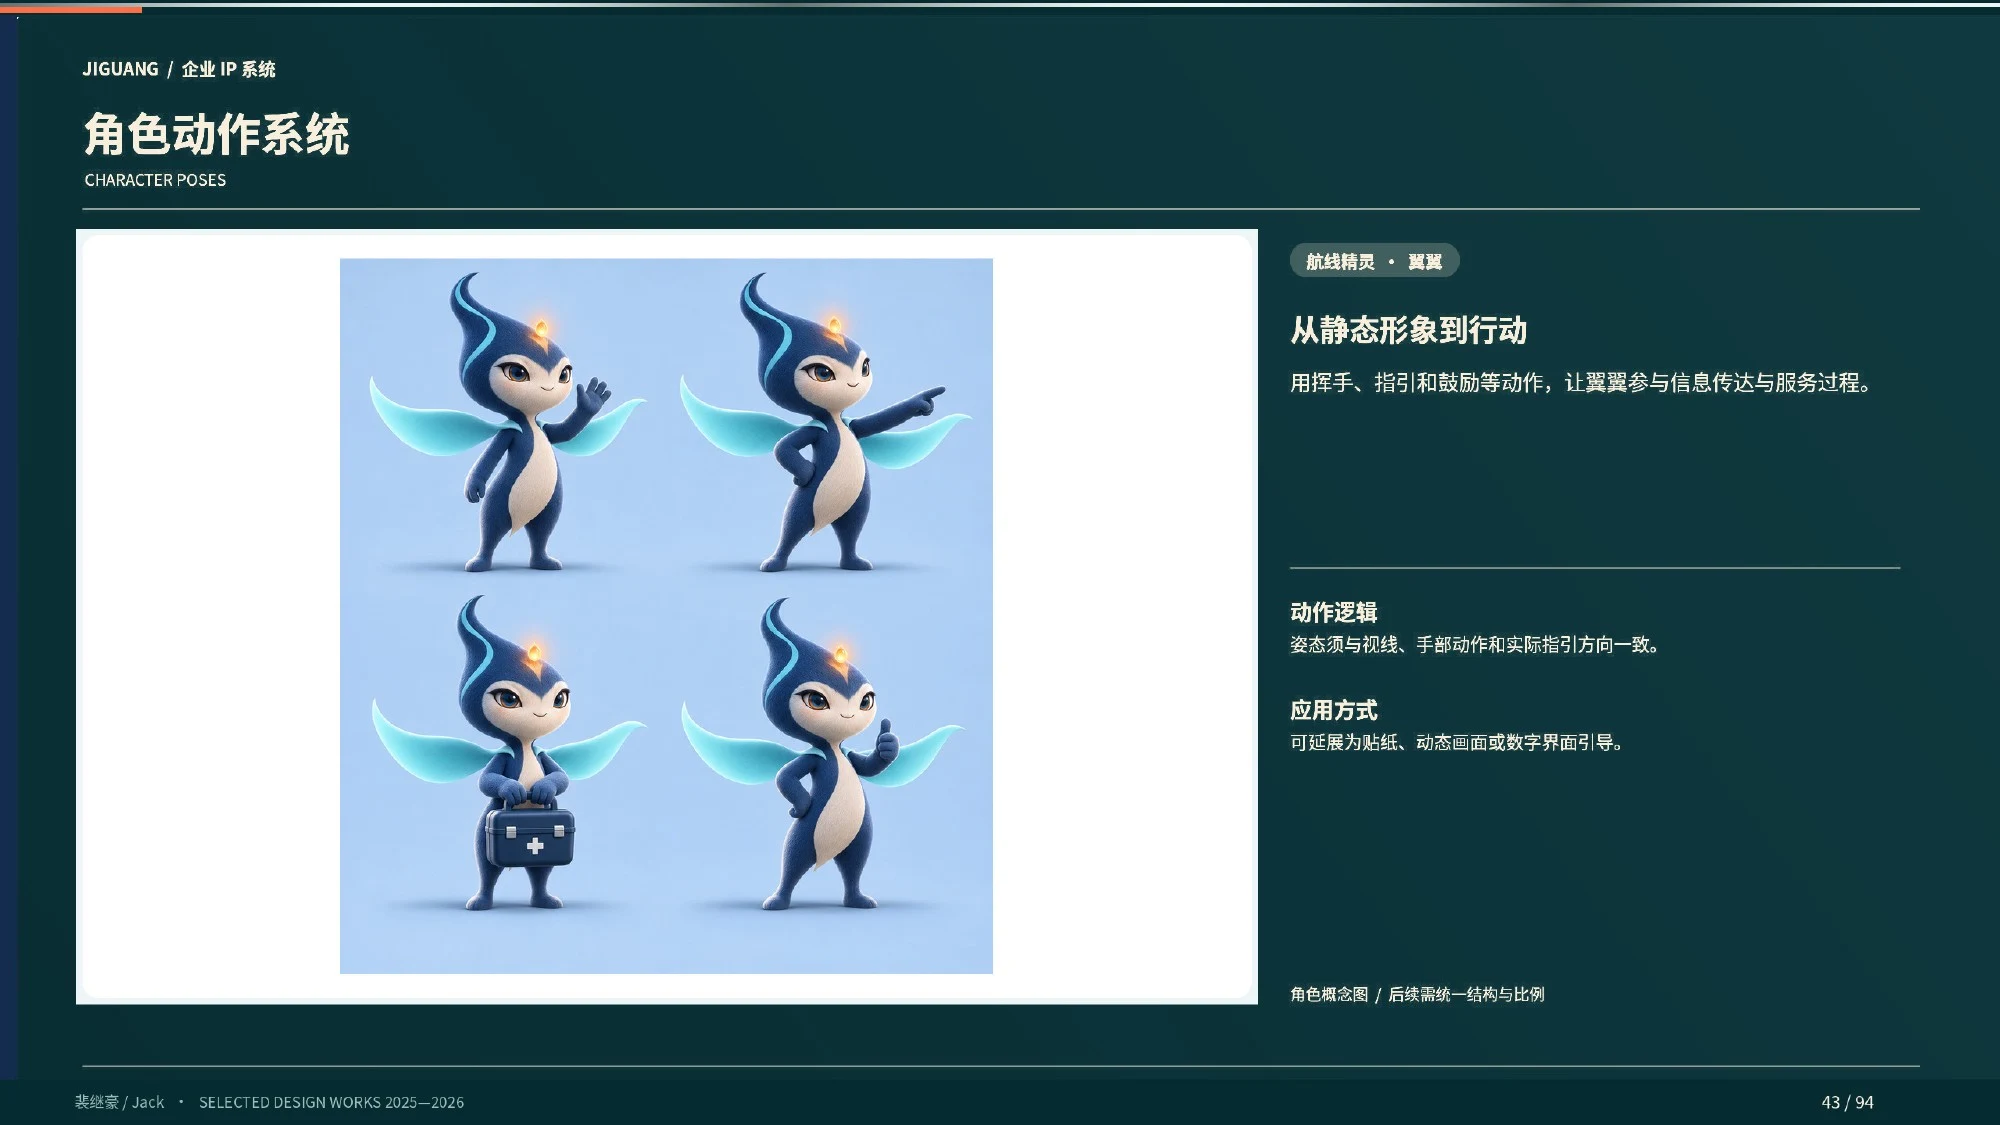 JIGUANG / 企业 IP 系统
角色动作系统
CHARACTER POSES
航线精灵 · 翼翼
从静态形象到行动
用挥手、指引和鼓励等动作，让翼翼参与信息传达与服务过程。
动作逻辑
姿态须与视线、手部动作和实际指引方向一致。
应用方式
可延展为贴纸、动态画面或数字界面引导。
角色概念图 / 后续需统一结构与比例
裴继豪 / Jack · SELECTED DESIGN WORKS 2025—2026
43 / 94